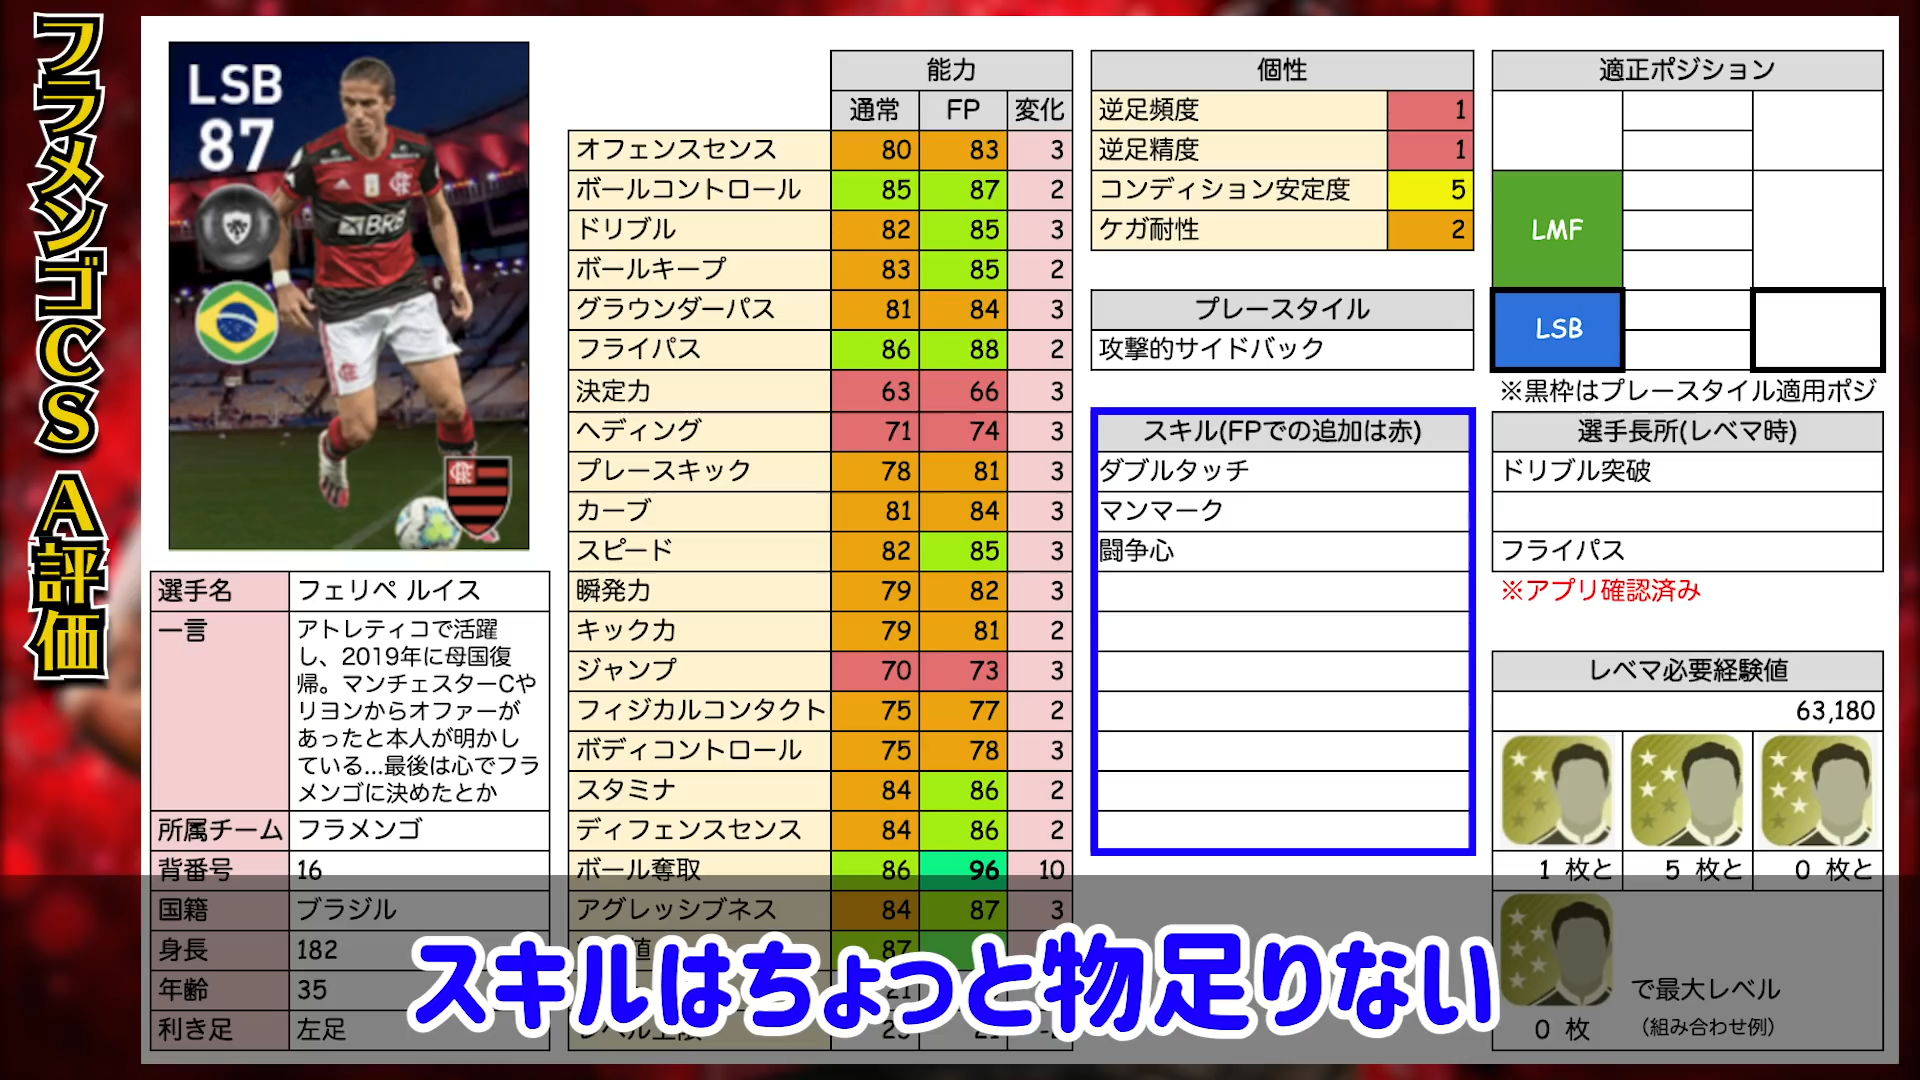 フラメンゴCS A評価
LSB
87
BRB
選手名 フェリペ ルイス
一言 アトレティコで活躍
し、2019年に母国復
帰。マンチェスターCや
リヨンからオファーが
あったと本人が明かし
ている...最後は心でフラ
メンゴに決めたとか
所属チーム フラメンゴ
背番号 16
国籍 ブラジル
身長 182
年齢 35
利き足 左足
能力
通常 FP 変化
オフェンスセンス 80 83 3
ボールコントロール 85 87 2
ドリブル 82 85 3
ボールキープ 83 85 2
グラウンダーパス 81 84 3
フライパス 86 88 2
決定力 63 66 3
ヘディング 71 74 3
プレースキック 78 81 3
カーブ 81 84 3
スピード 82 85 3
瞬発力 79 82 3
キック力 79 81 2
ジャンプ 70 73 3
フィジカルコンタクト 75 77 2
ボディコントロール 75 78 3
スタミナ 84 86 2
ディフェンスセンス 84 86 2
ボール奪取 86 96 10
アグレッシブネス 84 87 3
値 87
個性
逆足頻度 1
逆足精度 1
コンディション安定度 5
ケガ耐性 2
プレースタイル
攻撃的サイドバック
スキル(FPでの追加は赤)
ダブルタッチ
マンマーク
闘争心
適正ポジション
LMF
LSB
※黒枠はプレースタイル適用ポジ
選手長所(レベマ時)
ドリブル突破
フライパス
※アプリ確認済み
レベマ必要経験値
63,180
1 枚と 5 枚と 0 枚と
で最大レベル
0 枚 (組み合わせ例)
スキルはちょっと物足りない